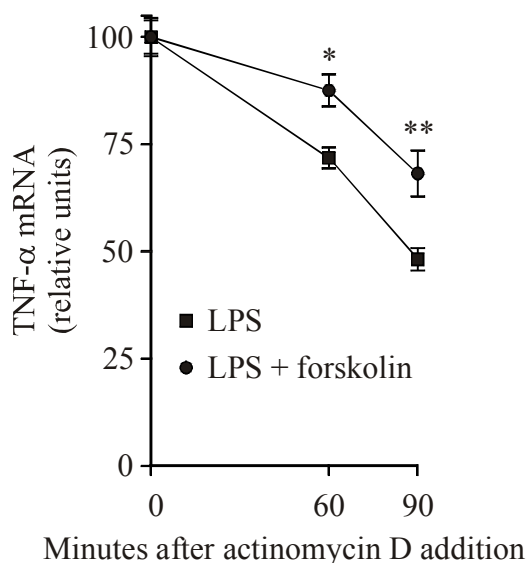 100
*
**
75
TNF-α mRNA
(relative units)
50
LPS
LPS + forskolin
25
0
0 60 90
Minutes after actinomycin D addition